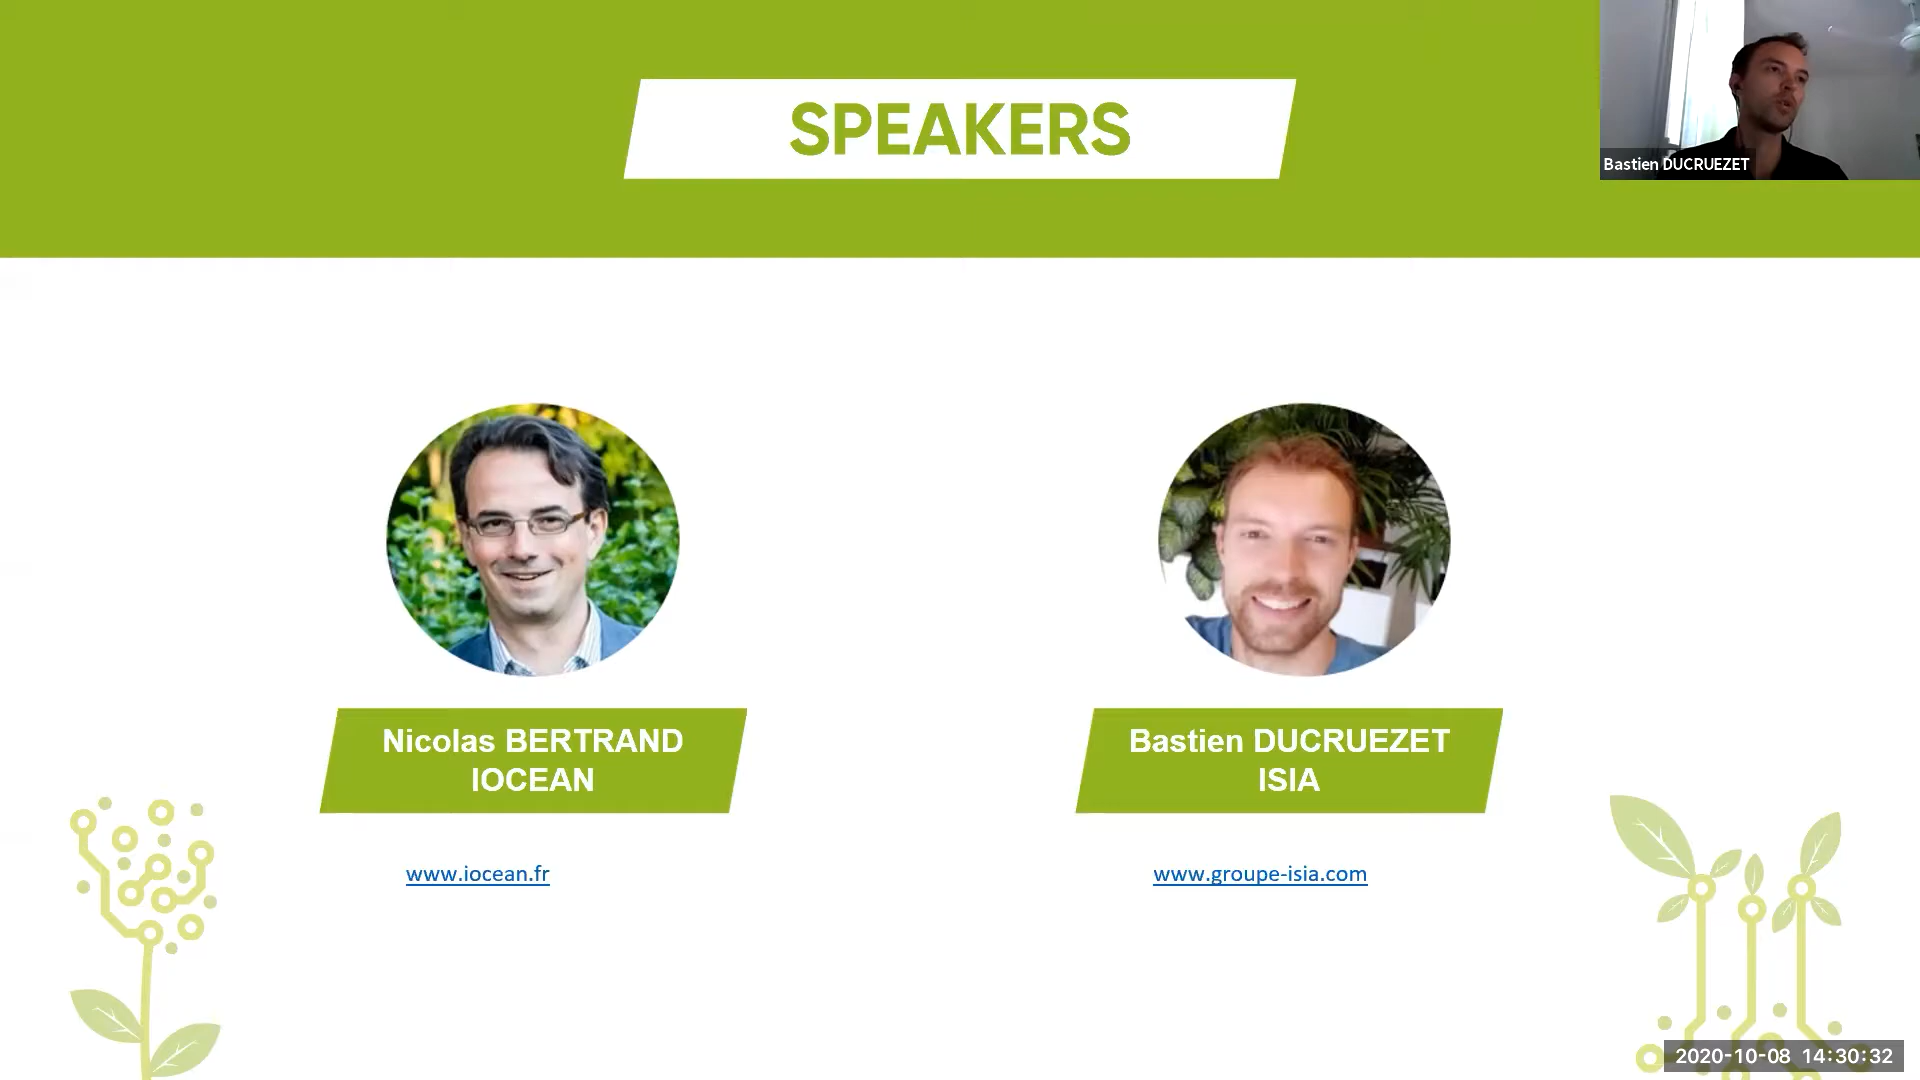 SPEAKERS
Bastien DUCRUEZET
Nicolas BERTRAND
IOCEAN
Bastien DUCRUEZET
ISIA
www.iocean.fr
www.groupe-isia.com
2020-10-08 14:30:32